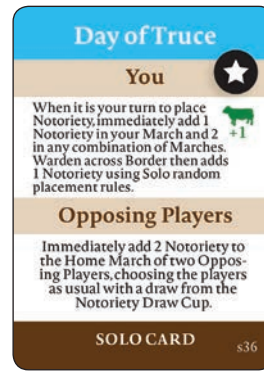 Day of Truce
You
When it is your turn to place
Notoriety, immediately add 1
Notoriety in your March and 2
+1
in any combination of Marches.
Warden across Border then adds
1 Notoriety using Solo random
placement rules.
Opposing Players
Immediately add 2 Notoriety to
the Home March of two Oppos-
ing Players, choosing the players
as usual with a draw from the
Notoriety Draw Cup.
SOLO CARD
s36